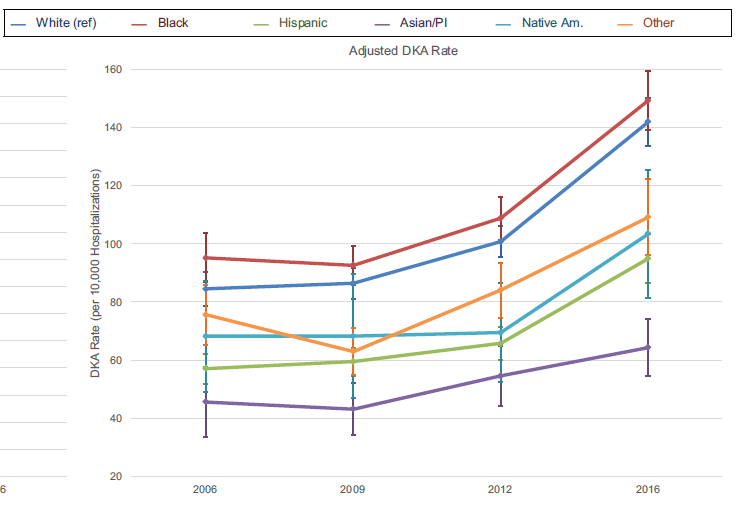 White (ref) Black Hispanic Asian/PI Native Am. Other
Adjusted DKA Rate
DKA Rate (per 10,000 Hospitalizations)
160
140
120
100
80
60
40
20
6 2006 2009 2012 2016